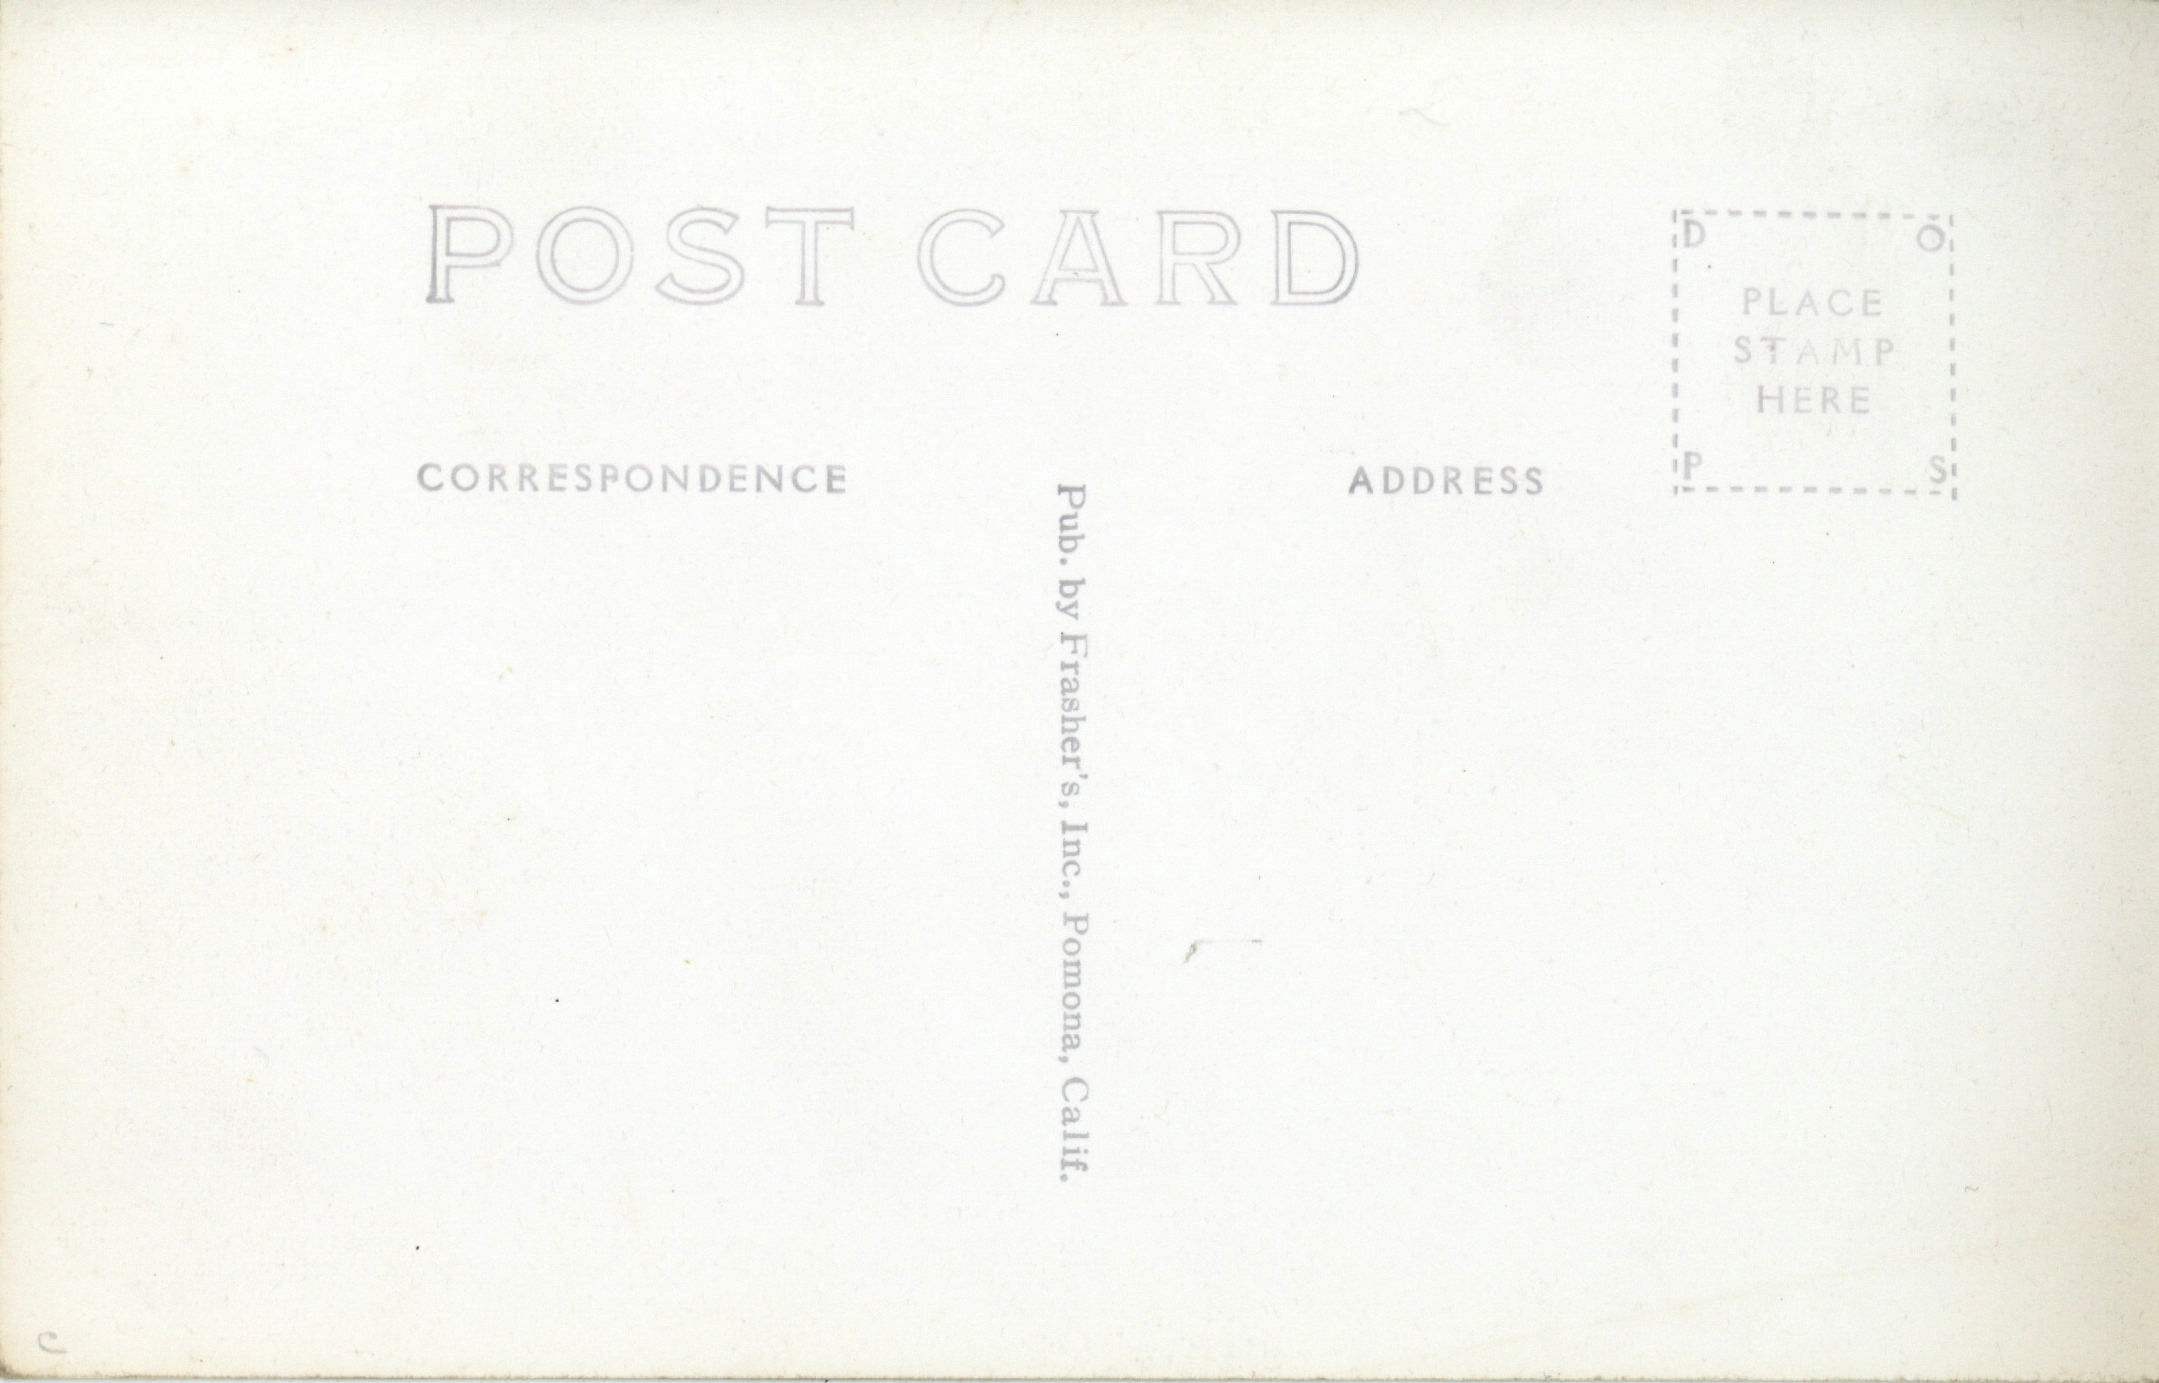 POST CARD
D O
PLACE
STAMP
HERE
P S
CORRESPONDENCE
ADDRESS
Pub. by Frasher's, Inc., Pomona, Calif.
c